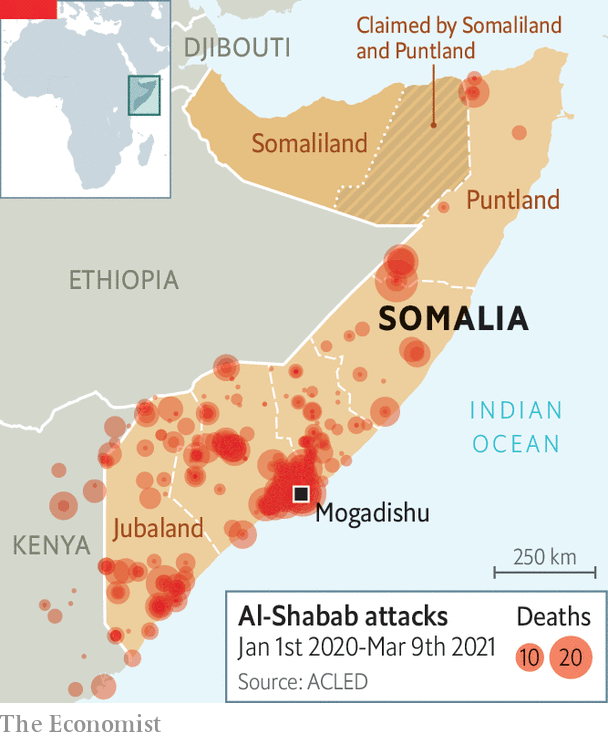 DJIBOUTI
Claimed by Somaliland
and Puntland
Somaliland
Puntland
ETHIOPIA
SOMALIA
INDIAN
OCEAN
Mogadishu
Jubaland
KENYA
250 km
Al-Shabab attacks
Jan 1st 2020-Mar 9th 2021
Source: ACLED
Deaths
10 20
The Economist